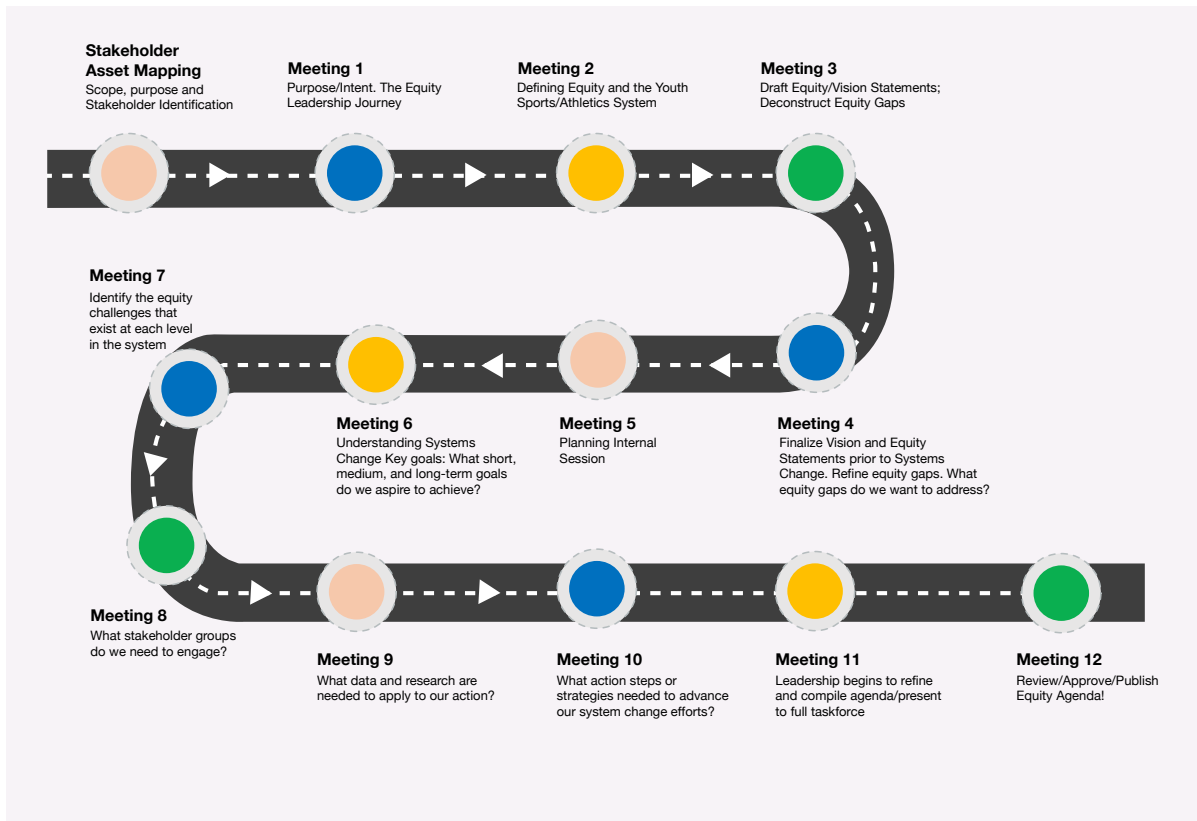 Stakeholder
Asset Mapping
Scope, purpose and
Stakeholder Identification
Meeting 1
Purpose/Intent. The Equity
Leadership Journey
Meeting 2
Defining Equity and the Youth
Sports/Athletics System
Meeting 3
Draft Equity/Vision Statements;
Deconstruct Equity Gaps
Meeting 4
Finalize Vision and Equity
Statements prior to Systems
Change. Refine equity gaps. What
equity gaps do we want to address?
Meeting 5
Planning Internal
Session
Meeting 6
Understanding Systems
Change Key goals: What short,
medium, and long-term goals
do we aspire to achieve?
Meeting 7
Identify the equity
challenges that
exist at each level
in the system
Meeting 8
What stakeholder groups
do we need to engage?
Meeting 9
What data and research are
needed to apply to our action?
Meeting 10
What action steps or
strategies needed to advance
our system change efforts?
Meeting 11
Leadership begins to refine
and compile agenda/present
to full taskforce
Meeting 12
Review/Approve/Publish
Equity Agenda!